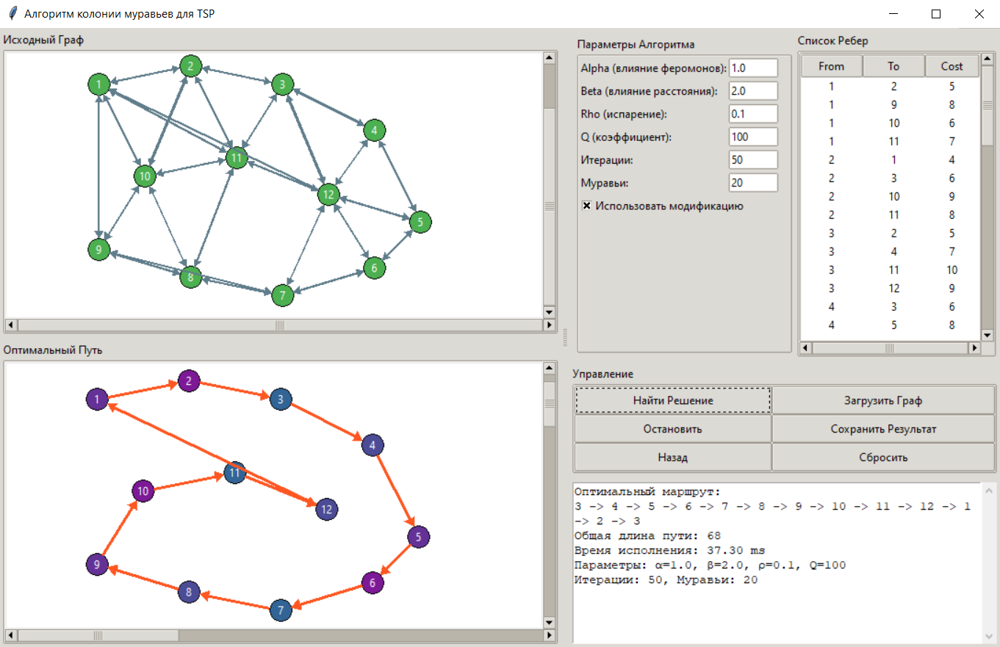 Алгоритм колонии муравьев для TSP
Исходный Граф
1
2
3
4
5
6
7
8
9
10
11
12
Оптимальный Путь
1
2
3
4
5
6
7
8
9
10
11
12
Параметры Алгоритма
Alpha (влияние феромонов): 1.0
Beta (влияние расстояния): 2.0
Rho (испарение): 0.1
Q (коэффициент): 100
Итерации: 50
Муравьи: 20
Использовать модификацию
Список Ребер
From To Cost
1 2 5
1 9 8
1 10 6
1 11 7
2 1 4
2 3 6
2 10 9
2 11 8
3 2 5
3 4 7
3 11 10
3 12 9
4 3 6
4 5 8
Управление
Найти Решение Загрузить Граф
Остановить Сохранить Результат
Назад Сбросить
Оптимальный маршрут:
3 -> 4 -> 5 -> 6 -> 7 -> 8 -> 9 -> 10 -> 11 -> 12 -> 1
-> 2 -> 3
Общая длина пути: 68
Время исполнения: 37.30 ms
Параметры: α=1.0, β=2.0, ρ=0.1, Q=100
Итерации: 50, Муравьи: 20